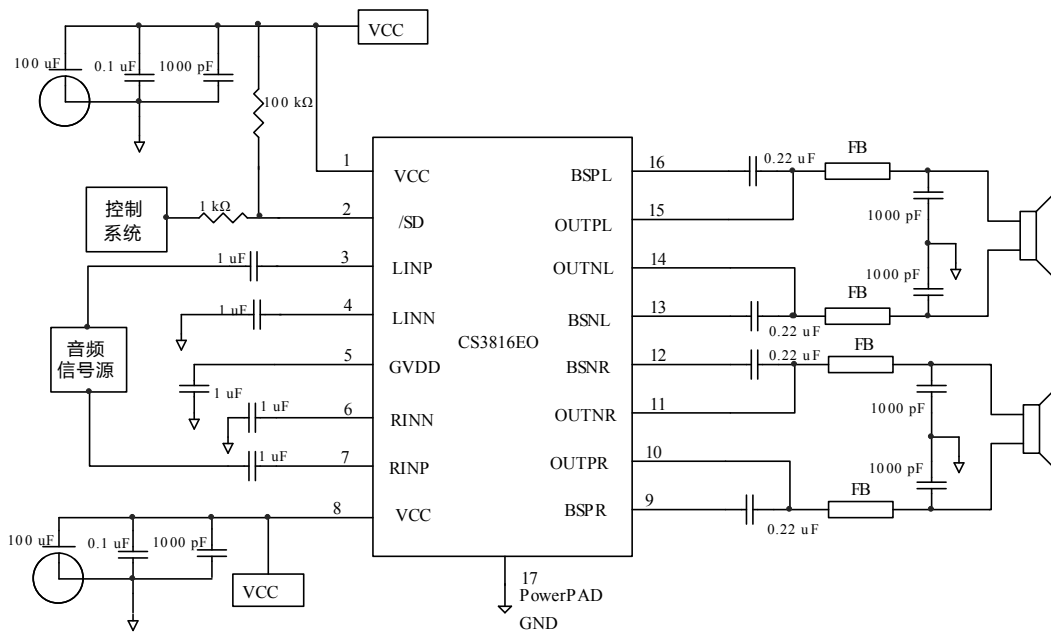 VCC
100 uF
0.1 uF
1000 pF
100 kΩ
控制
系统
1 kΩ
1
VCC
2
/SD
1 uF
3
LINP
1 uF
4
LINN
音频
信号源
5
GVDD
1 uF
1 uF
6
RINN
1 uF
7
RINP
8
VCC
100 uF
0.1 uF
1000 pF
VCC
CS3816EO
BSPL
16
0.22 uF
FB
OUTPL
15
1000 pF
OUTNL
14
1000 pF
BSNL
13
0.22 uF
FB
BSNR
12
0.22 uF
FB
OUTNR
11
1000 pF
OUTPR
10
1000 pF
BSPR
9
0.22 uF
FB
17
PowerPAD
GND